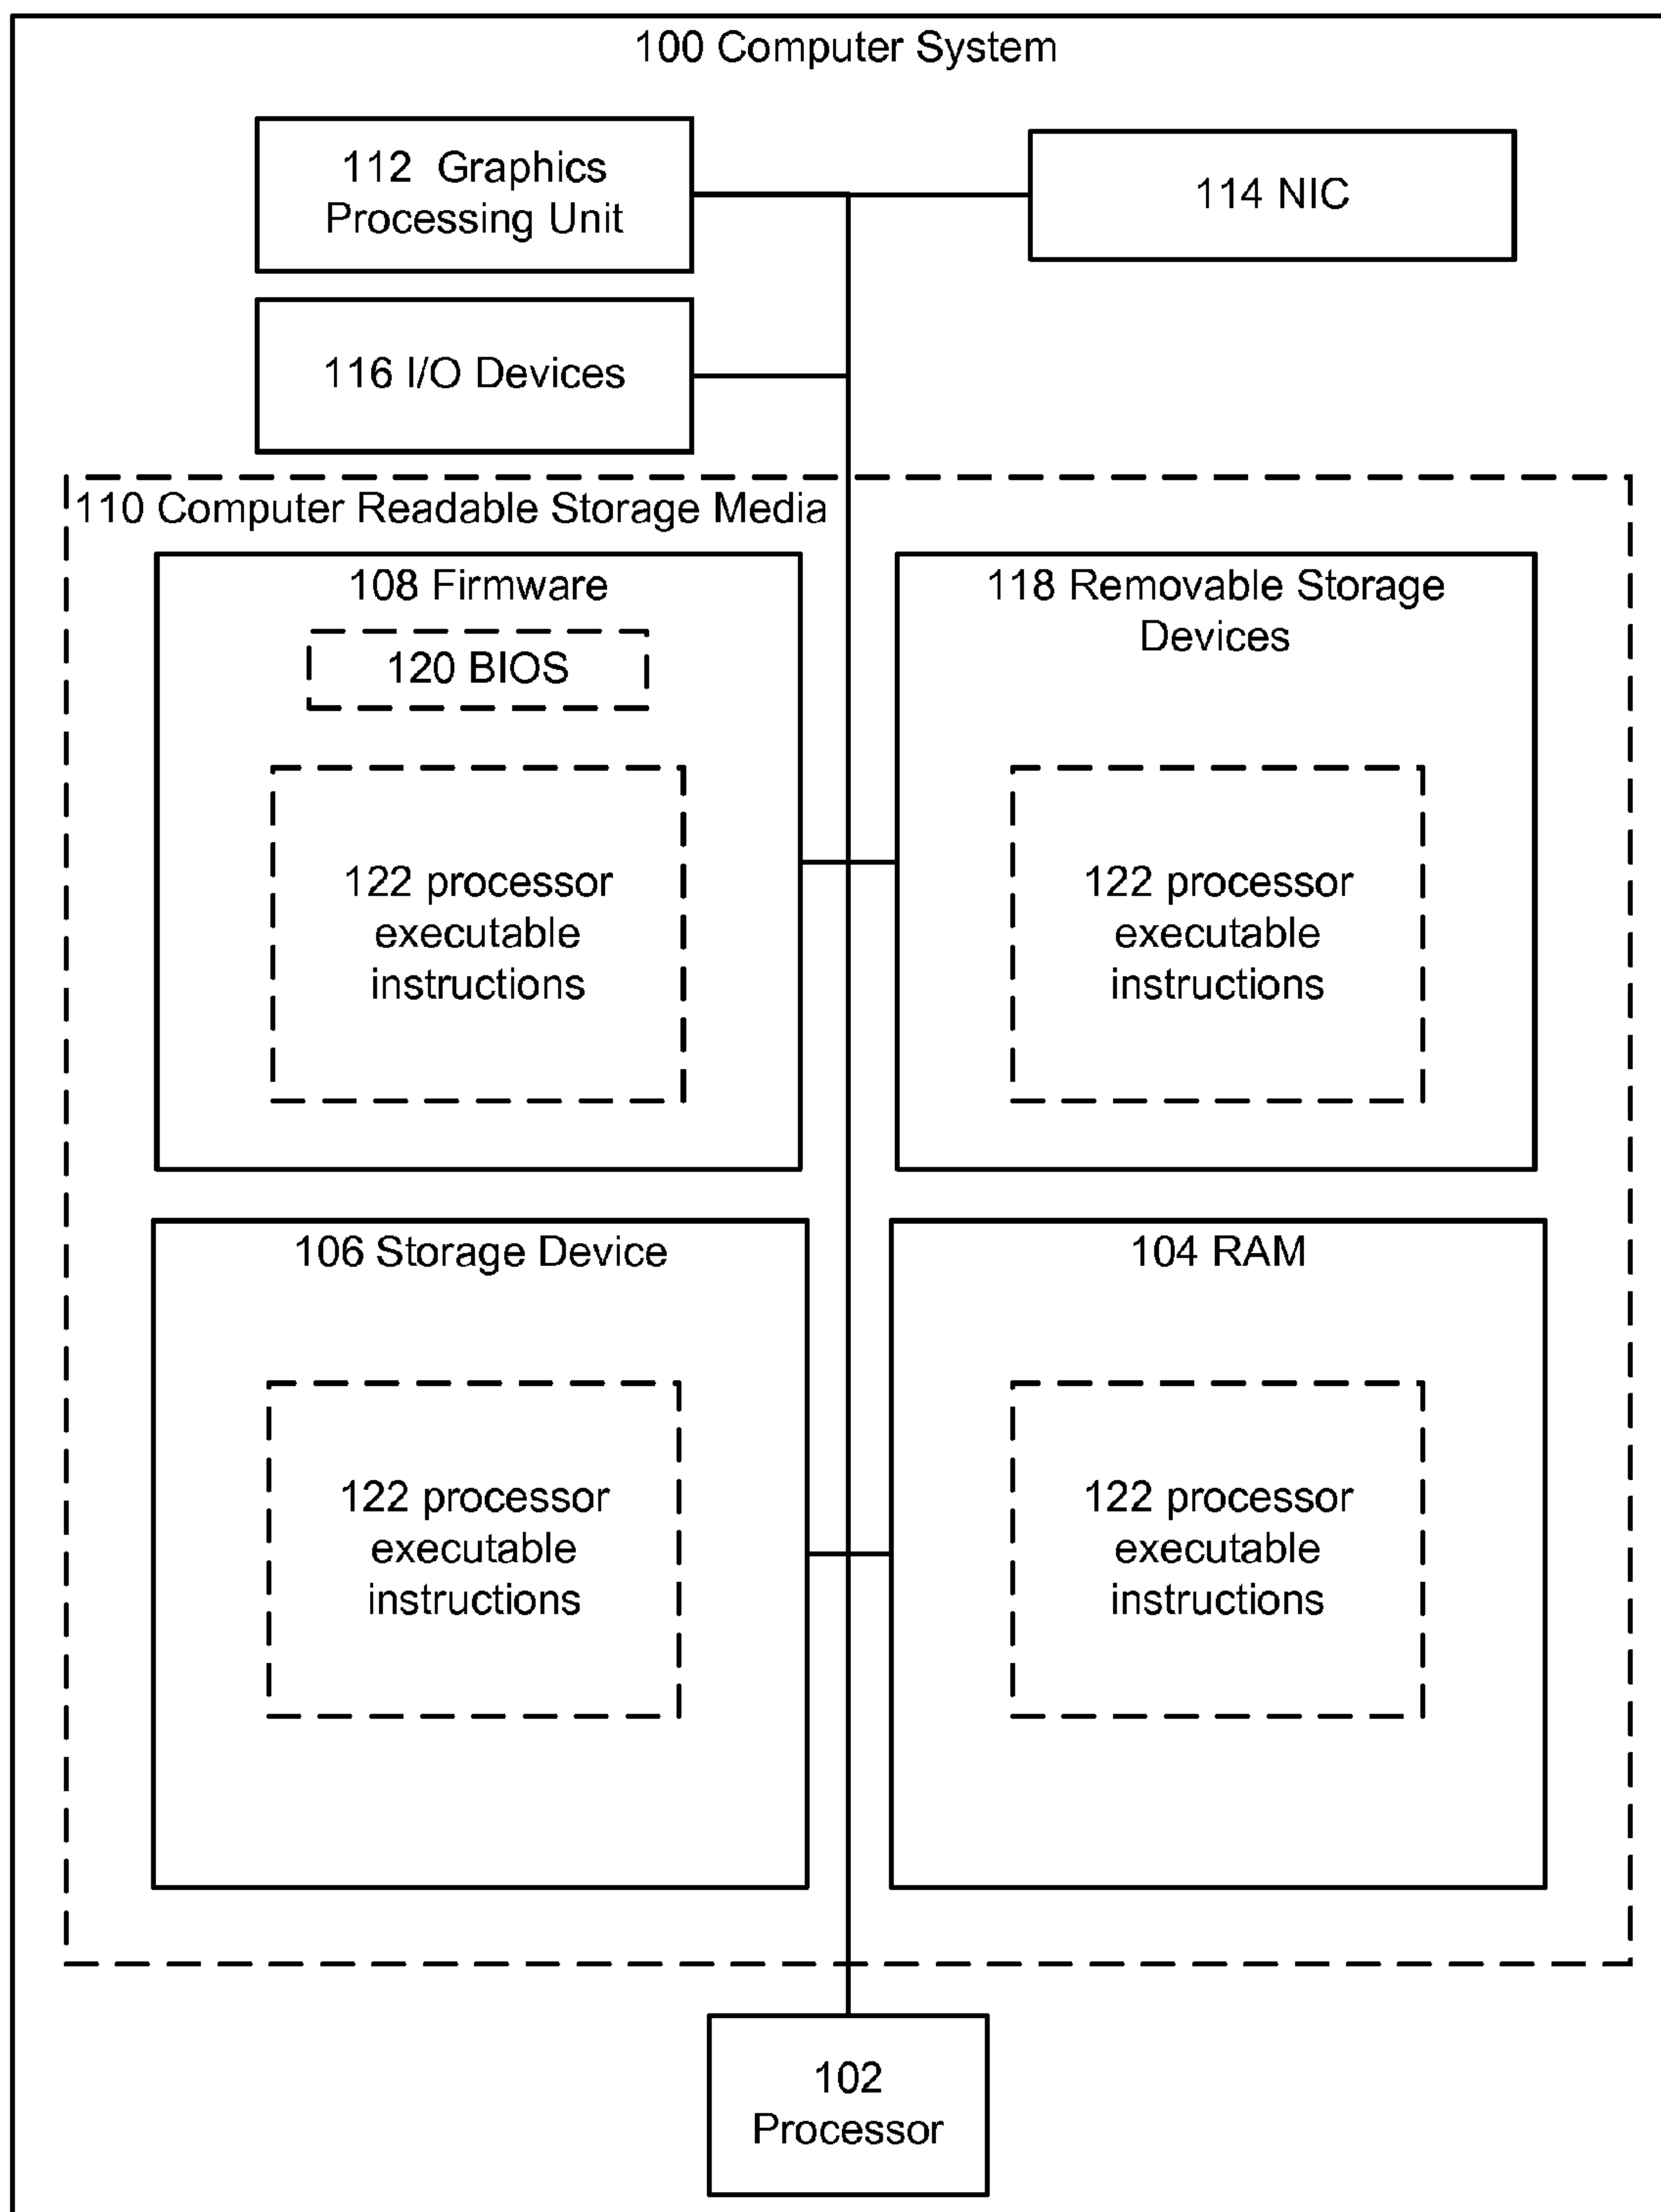 100 Computer System
112 Graphics
Processing Unit
114 NIC
116 I/O Devices
110 Computer Readable Storage Media
108 Firmware
120 BIOS
122 processor
executable
instructions
118 Removable Storage
Devices
122 processor
executable
instructions
106 Storage Device
122 processor
executable
instructions
104 RAM
122 processor
executable
instructions
102
Processor